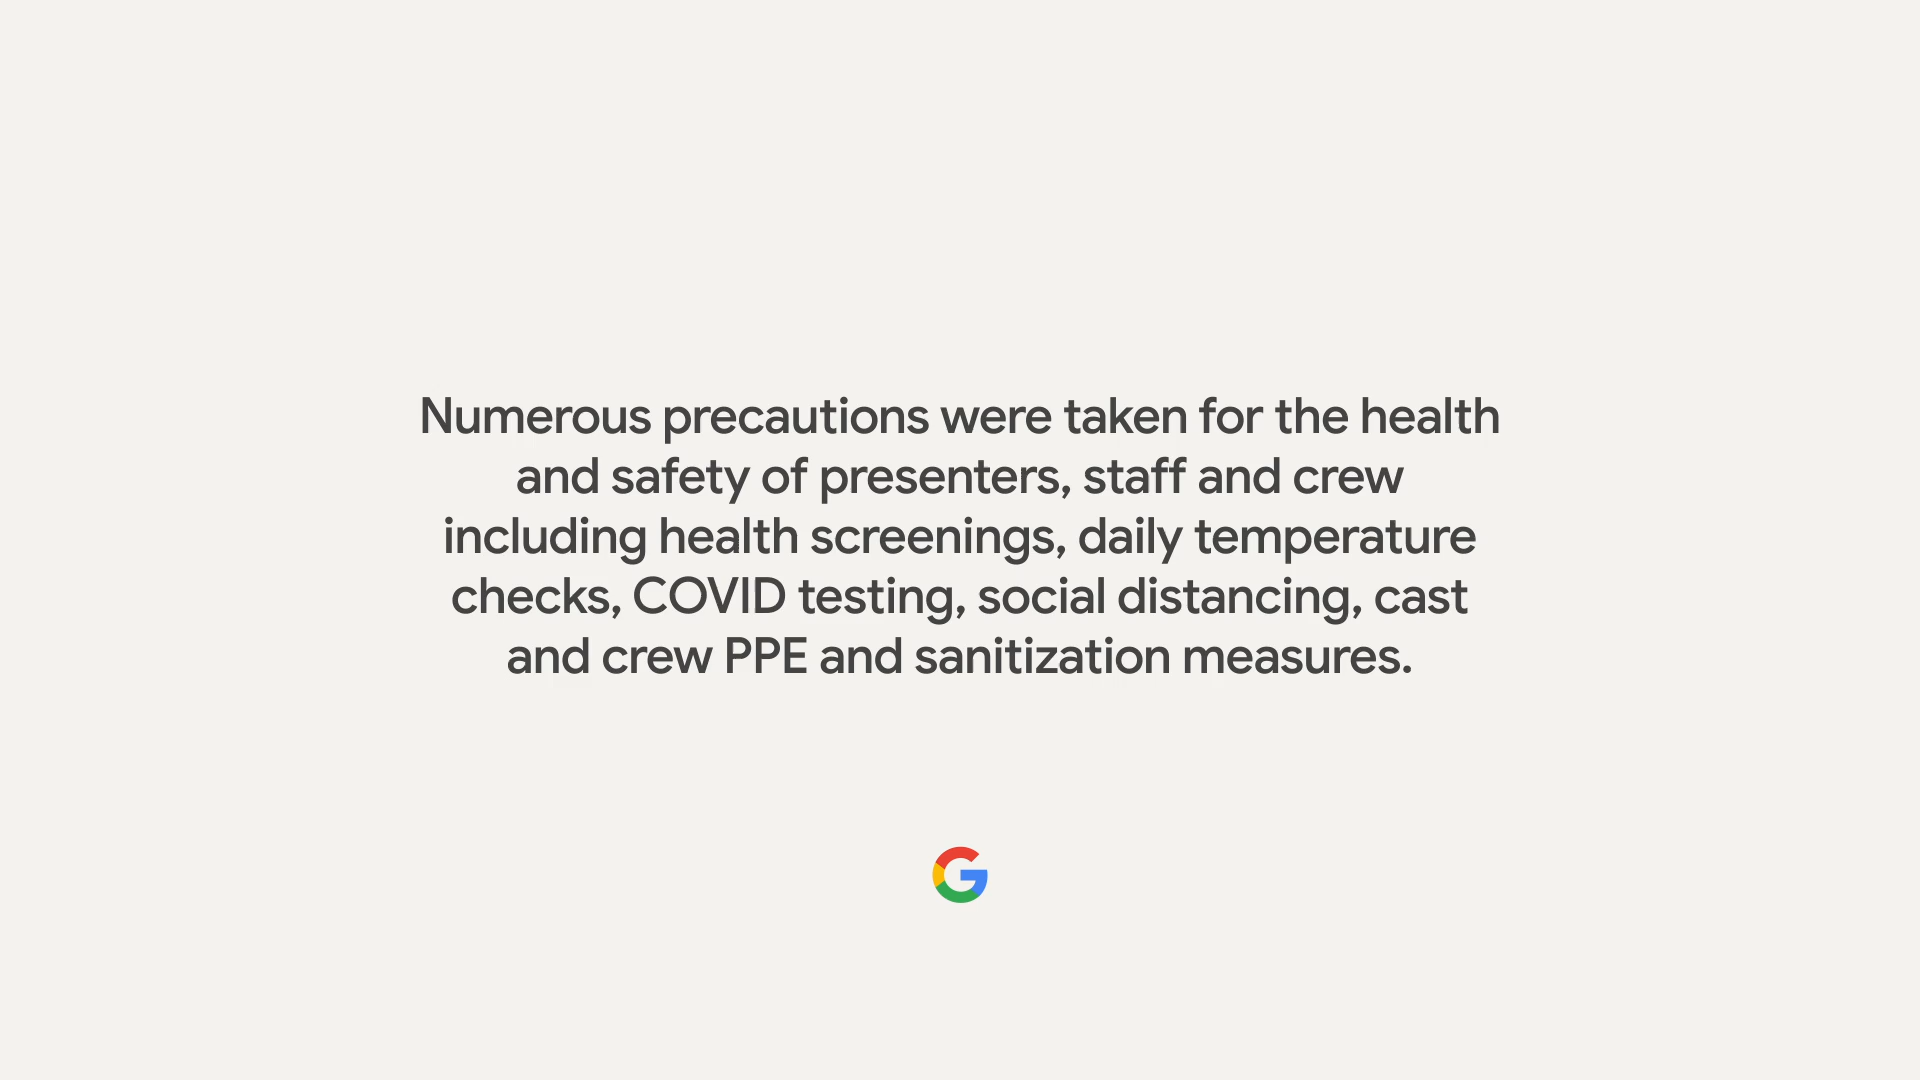 Numerous precautions were taken for the health
and safety of presenters, staff and crew
including health screenings, daily temperature
checks, COVID testing, social distancing, cast
and crew PPE and sanitization measures.
G